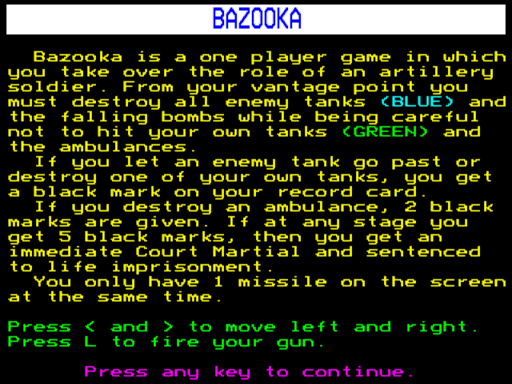 BAZOOKA
Bazooka is a one player game in which
you take over the role of an artillery
soldier. From your vantage point you
must destroy all enemy tanks (BLUE) and
the falling bombs while being careful
not to hit your own tanks (GREEN) and
the ambulances.
If you let an enemy tank go past or
destroy one of your own tanks, you get
a black mark on your record card.
If you destroy an ambulance, 2 black
marks are given. If at any stage you
get 5 black marks, then you get an
immediate Court Martial and sentenced
to life imprisonment.
You only have 1 missile on the screen
at the same time.
Press < and > to move left and right.
Press L to fire your gun.
Press any key to continue.